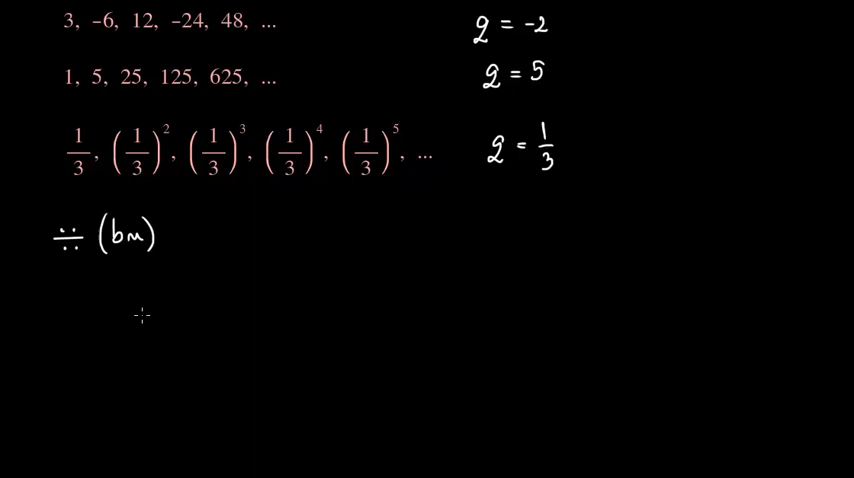 3, −6, 12, −24, 48, ... q = -2
1, 5, 25, 125, 625, ... q = 5
1/3, (1/3)^2, (1/3)^3, (1/3)^4, (1/3)^5, ... q = 1/3
∺ (bn)